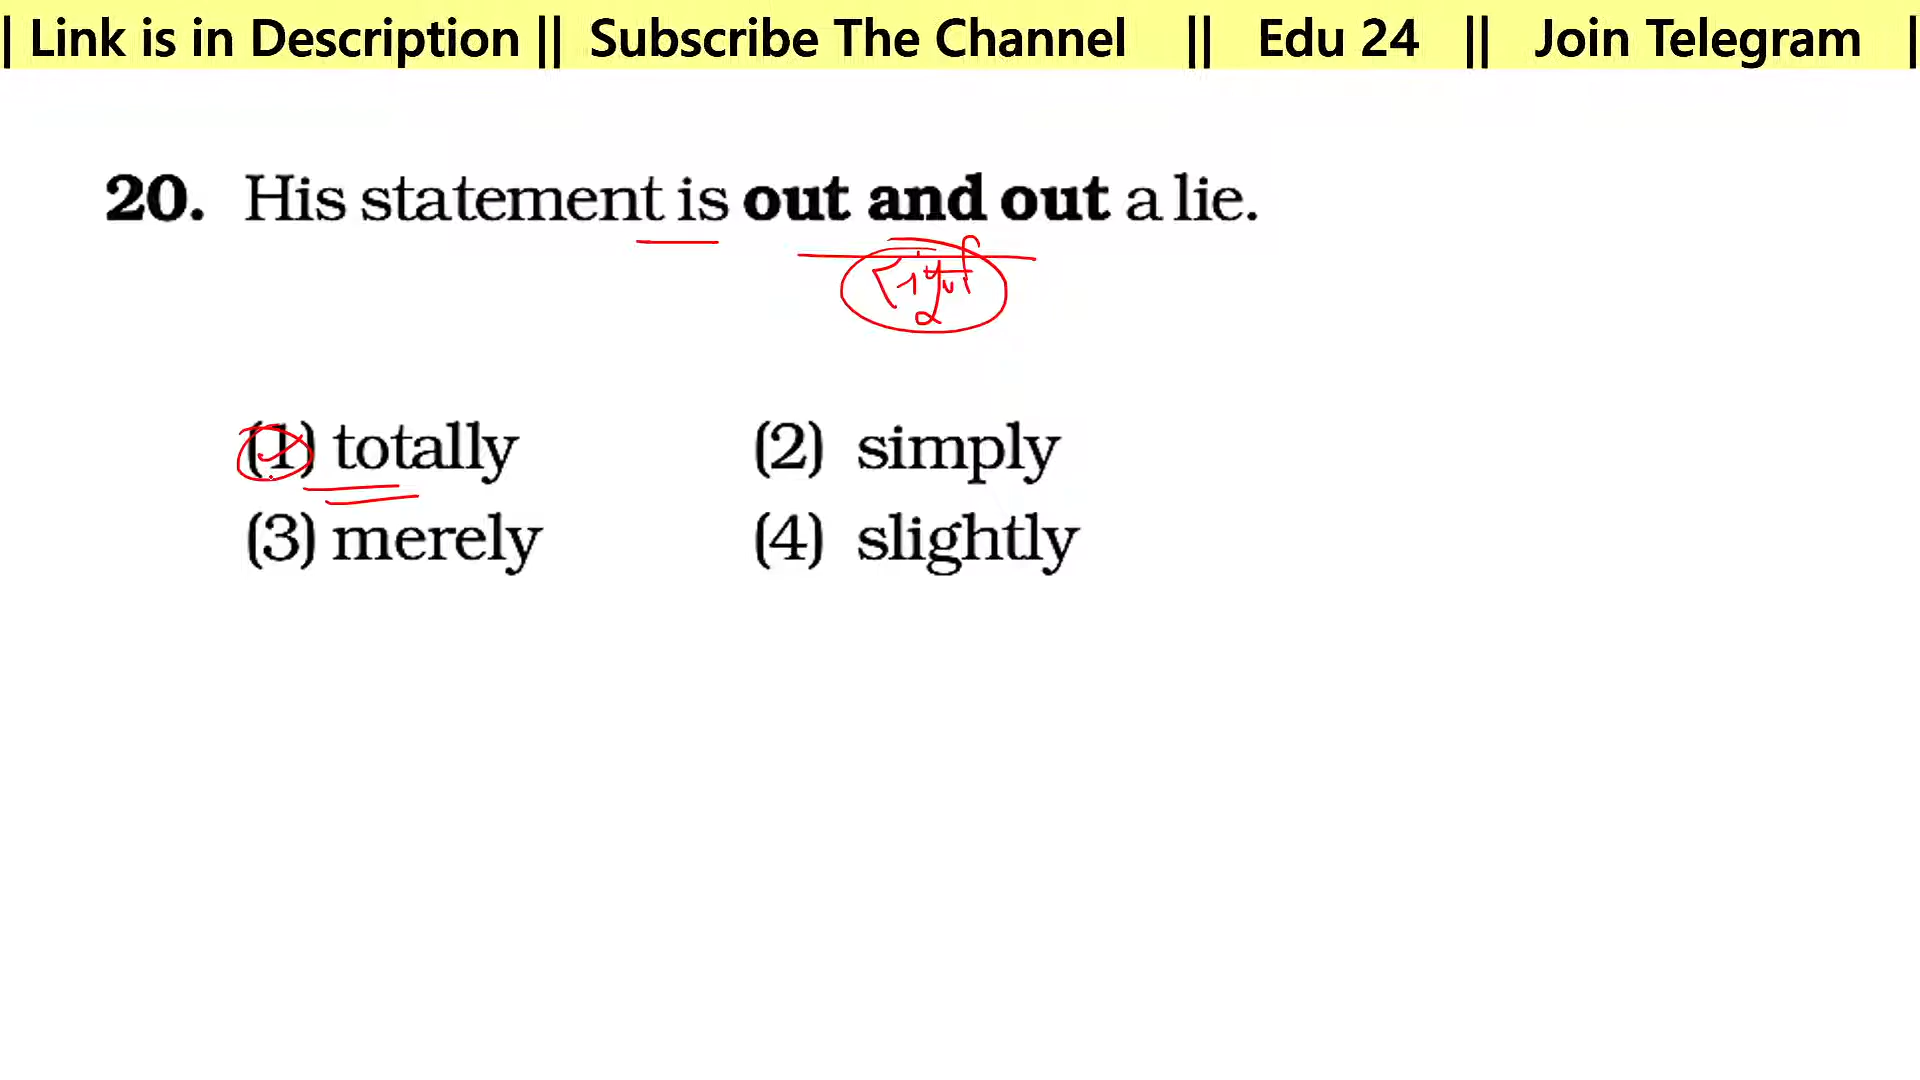 | Link is in Description || Subscribe The Channel || Edu 24 || Join Telegram |
20. His statement is out and out a lie.
संपूर्ण
(1) totally (2) simply
(3) merely (4) slightly